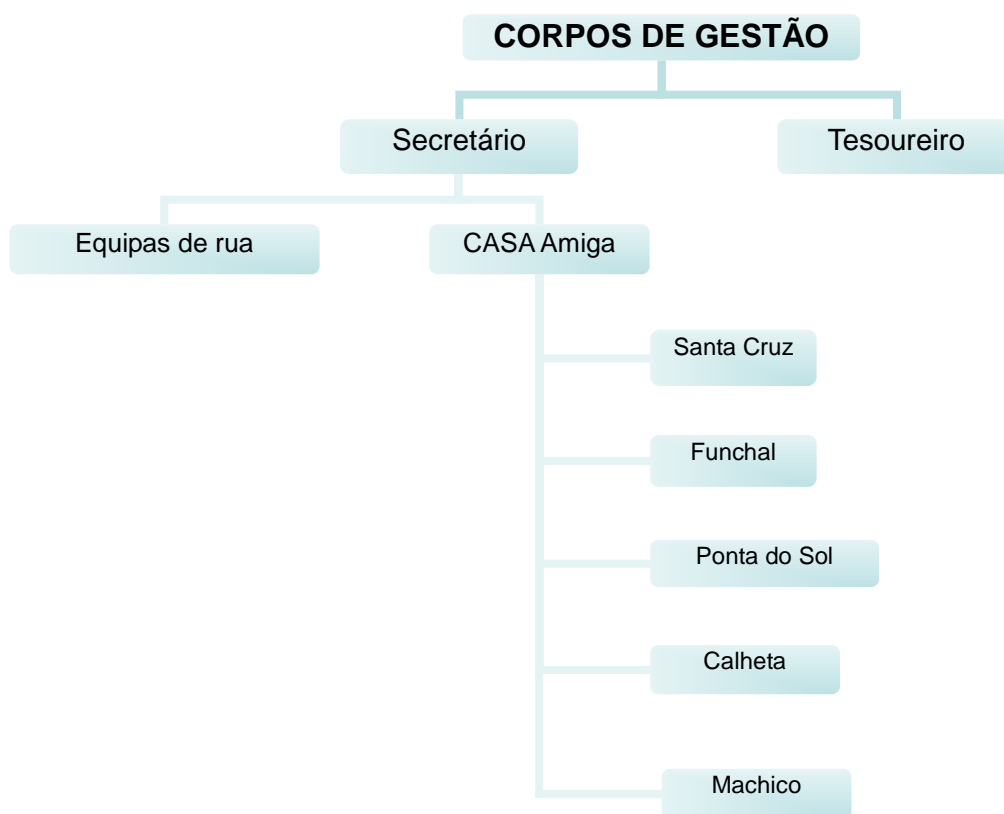 CORPOS DE GESTÃO
Secretário
Tesoureiro
Equipas de rua
CASA Amiga
Santa Cruz
Funchal
Ponta do Sol
Calheta
Machico